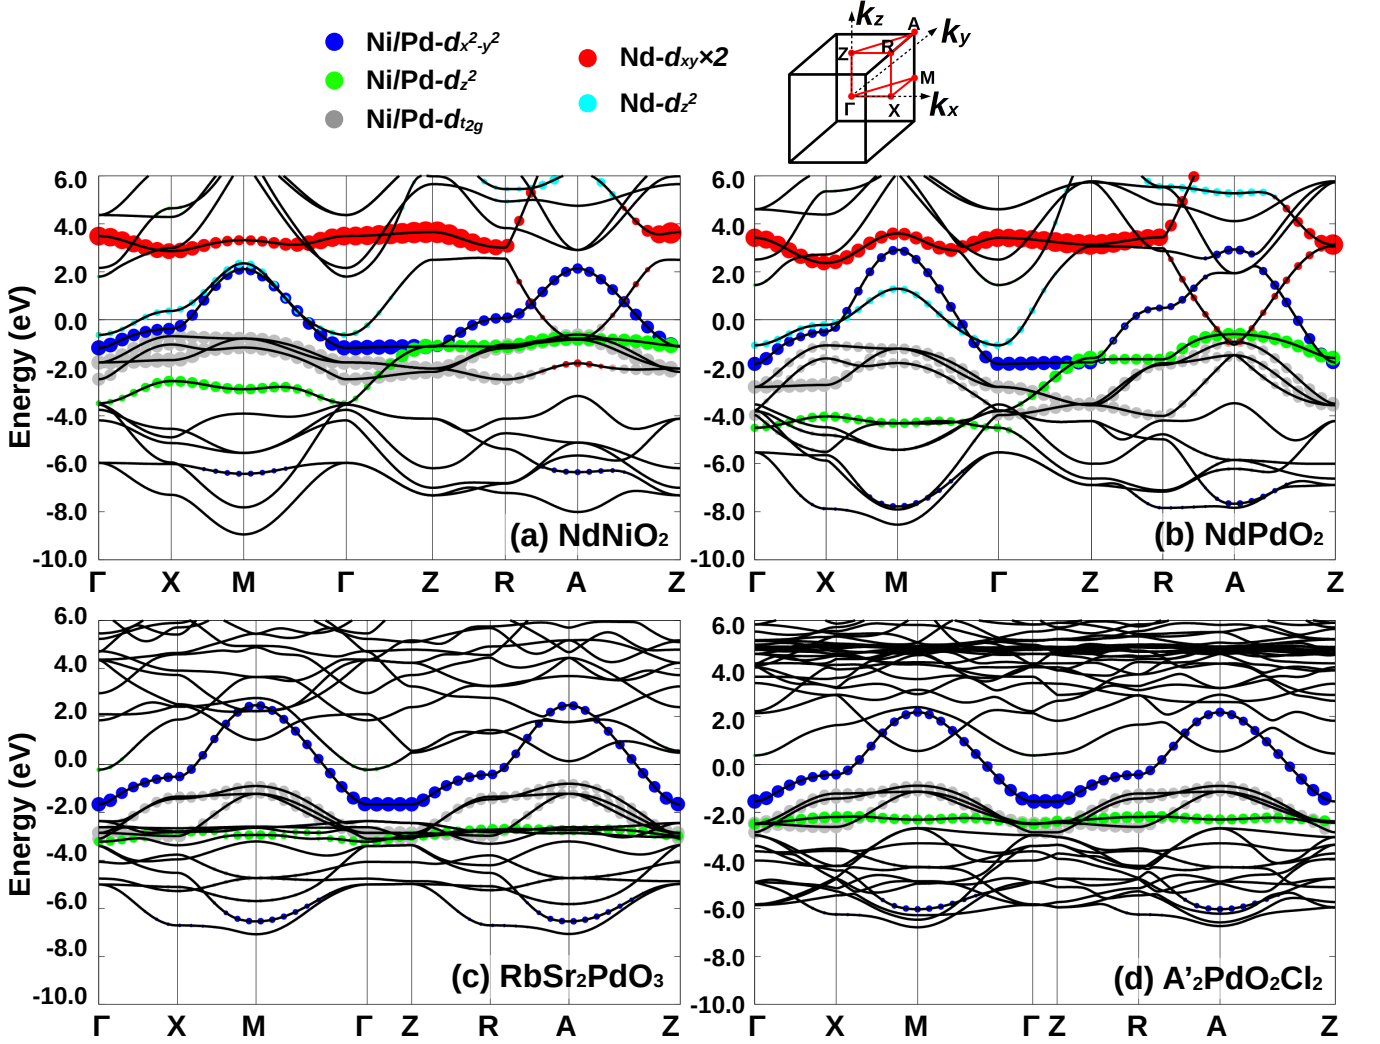 Ni/Pd-dx²-y²
Ni/Pd-dz²
Ni/Pd-dt2g
Nd-dxy×2
Nd-dz²
kz
A
ky
Z
R
M
Γ
X
kx
6.0
4.0
2.0
0.0
-2.0
-4.0
-6.0
-8.0
-10.0
Energy (eV)
(a) NdNiO2
Γ X M Γ Z R A Z
6.0
4.0
2.0
0.0
-2.0
-4.0
-6.0
-8.0
-10.0
(b) NdPdO2
Γ X M Γ Z R A Z
6.0
4.0
2.0
0.0
-2.0
-4.0
-6.0
-8.0
-10.0
Energy (eV)
(c) RbSr2PdO3
Γ X M Γ Z R A Z
6.0
4.0
2.0
0.0
-2.0
-4.0
-6.0
-8.0
-10.0
(d) A'2PdO2Cl2
Γ X M Γ Z R A Z